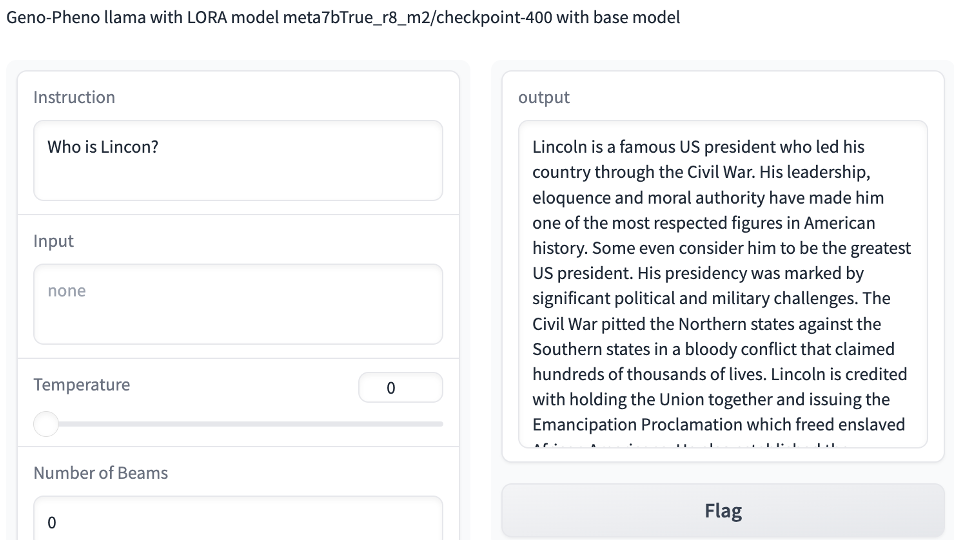 Geno-Pheno llama with LORA model meta7bTrue_r8_m2/checkpoint-400 with base model
Instruction
Who is Lincon?
Input
none
Temperature
0
Number of Beams
0
output
Lincoln is a famous US president who led his
country through the Civil War. His leadership,
eloquence and moral authority have made him
one of the most respected figures in American
history. Some even consider him to be the greatest
US president. His presidency was marked by
significant political and military challenges. The
Civil War pitted the Northern states against the
Southern states in a bloody conflict that claimed
hundreds of thousands of lives. Lincoln is credited
with holding the Union together and issuing the
Emancipation Proclamation which freed enslaved
Flag